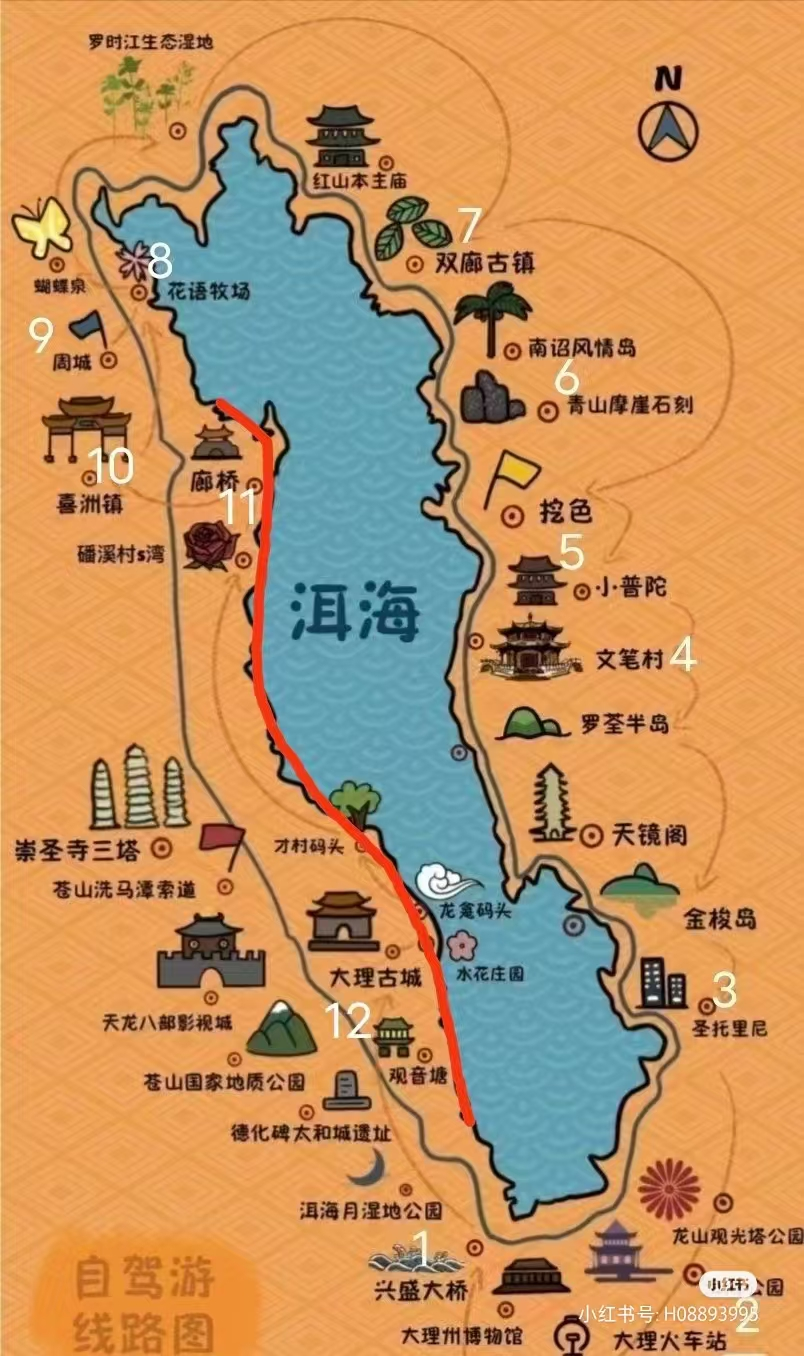 罗时江生态湿地
N
红山本主庙
7
双廊古镇
蝴蝶泉
8
花语牧场
9
周城
南诏风情岛
6
青山摩崖石刻
10
喜洲镇
廊桥
11
挖色
磻溪村s湾
5
小普陀
洱海
文笔村
4
罗荃半岛
天镜阁
才村码头
崇圣寺三塔
苍山洗马潭索道
龙龛码头
金梭岛
大理古城
水花庄园
3
圣托里尼
天龙八部影视城
12
观音塘
苍山国家地质公园
德化碑太和城遗址
洱海月湿地公园
龙山观光塔公园
1
兴盛大桥
自驾游
线路图
小红书
公园
小红书号: H08893995
2
大理州博物馆
大理火车站